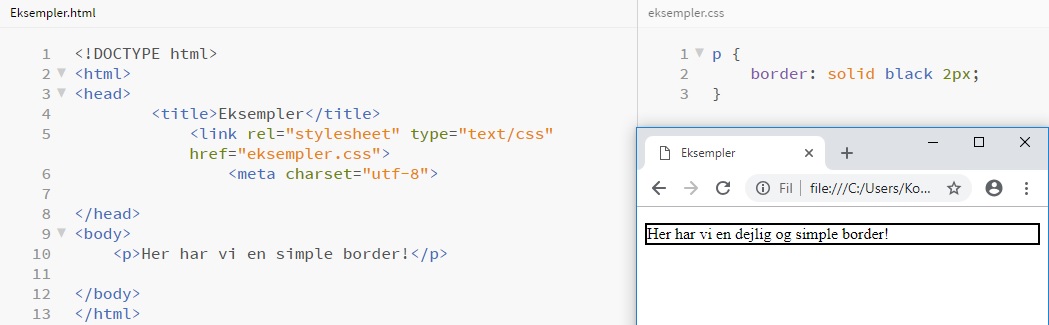 Eksempler.html
1 <!DOCTYPE html>
2 <html>
3 <head>
4 <title>Eksempler</title>
5 <link rel="stylesheet" type="text/css"
href="eksempler.css">
6 <meta charset="utf-8">
7
8 </head>
9 <body>
10 <p>Her har vi en simple border!</p>
11
12 </body>
13 </html>
eksempler.css
1 p {
2 border: solid black 2px;
3 }
Eksempler
Fil | file:///C:/Users/Ko...
Her har vi en dejlig og simple border!